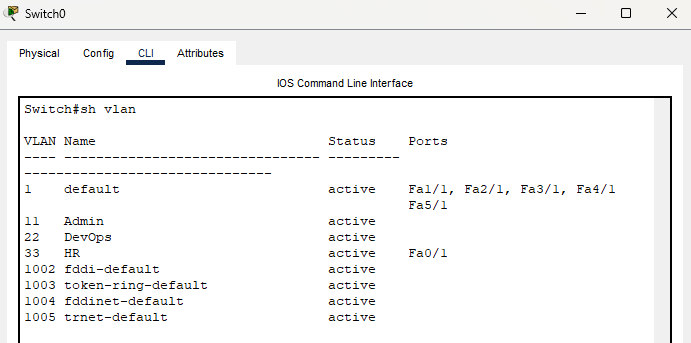 Switch0
Physical Config CLI Attributes
IOS Command Line Interface
Switch#sh vlan
VLAN Name                             Status    Ports
---- -------------------------------- ---------
-------------------------------
1    default                          active    Fa1/1, Fa2/1, Fa3/1, Fa4/1
                                                Fa5/1
11   Admin                            active
22   DevOps                           active
33   HR                               active    Fa0/1
1002 fddi-default                     active
1003 token-ring-default               active
1004 fddinet-default                  active
1005 trnet-default                    active